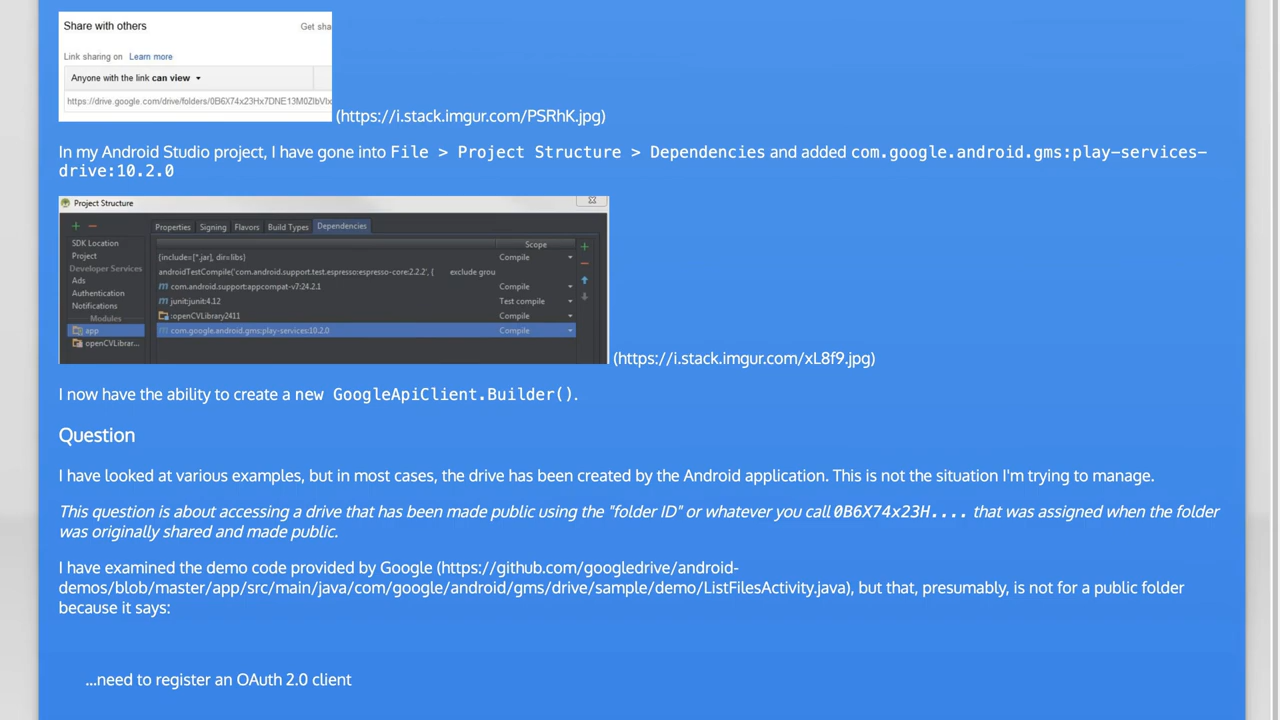 Share with others
Get sha
Link sharing on Learn more
Anyone with the link can view
https://drive.google.com/drive/folders/0B6X74x23Hx7DNE13M0ZIbVIx
(https://i.stack.imgur.com/PSRhK.jpg)
In my Android Studio project, I have gone into File > Project Structure > Dependencies and added com.google.android.gms:play-services-
drive:10.2.0
Project Structure
Properties Signing Flavors Build Types Dependencies
SDK Location
Project
Developer Services
Ads
Authentication
Notifications
Modules
app
openCVLibrar...
Scope
{include=[*.jar], dir=libs} Compile
androidTestCompile('com.android.support.test.espresso:espresso-core:2.2.2', { exclude grou
m com.android.support:appcompat-v7:24.2.1 Compile
m junit:junit:4.12 Test compile
:openCVLibrary2411 Compile
m com.google.android.gms:play-services:10.2.0 Compile
(https://i.stack.imgur.com/xL8f9.jpg)
I now have the ability to create a new GoogleApiClient.Builder().
Question
I have looked at various examples, but in most cases, the drive has been created by the Android application. This is not the situation I'm trying to manage.
This question is about accessing a drive that has been made public using the "folder ID" or whatever you call 0B6X74x23H.... that was assigned when the folder
was originally shared and made public.
I have examined the demo code provided by Google (https://github.com/googledrive/android-
demos/blob/master/app/src/main/java/com/google/android/gms/drive/sample/demo/ListFilesActivity.java), but that, presumably, is not for a public folder
because it says:
...need to register an OAuth 2.0 client